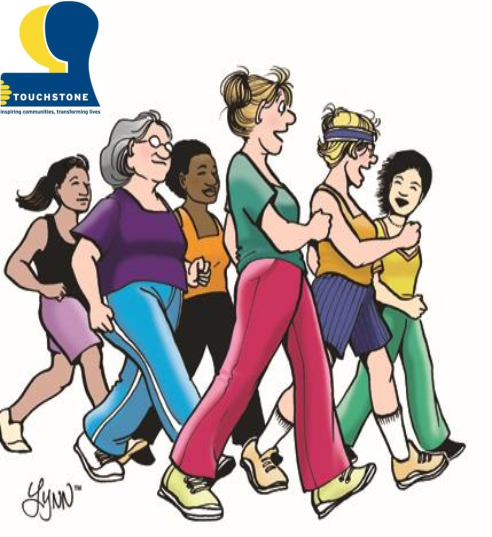 TOUCHSTONE
Inspiring communities, transforming lives
Lynn™